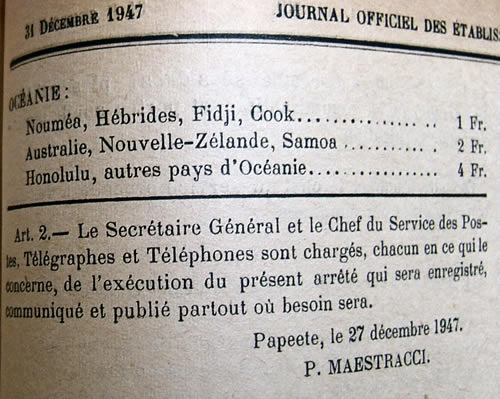 31 DÉCEMBRE 1947 JOURNAL OFFICIEL DES
OCÉANIE:
Nouméa, Hébrides, Fidji, Cook.................. 1 Fr.
Australie, Nouvelle-Zélande, Samoa ........... 2 Fr.
Honolulu, autres pays d'Océanie................ 4 Fr.
Art. 2.— Le Secrétaire Général et le Chef du Service des Pos-
tes, Télégraphes et Téléphones sont chargés, chacun en ce qui le
concerne, de l'exécution du présent arrêté qui sera enregistré,
communiqué et publié partout où besoin sera.
Papeete, le 27 décembre 1947.
P. MAESTRACCI.